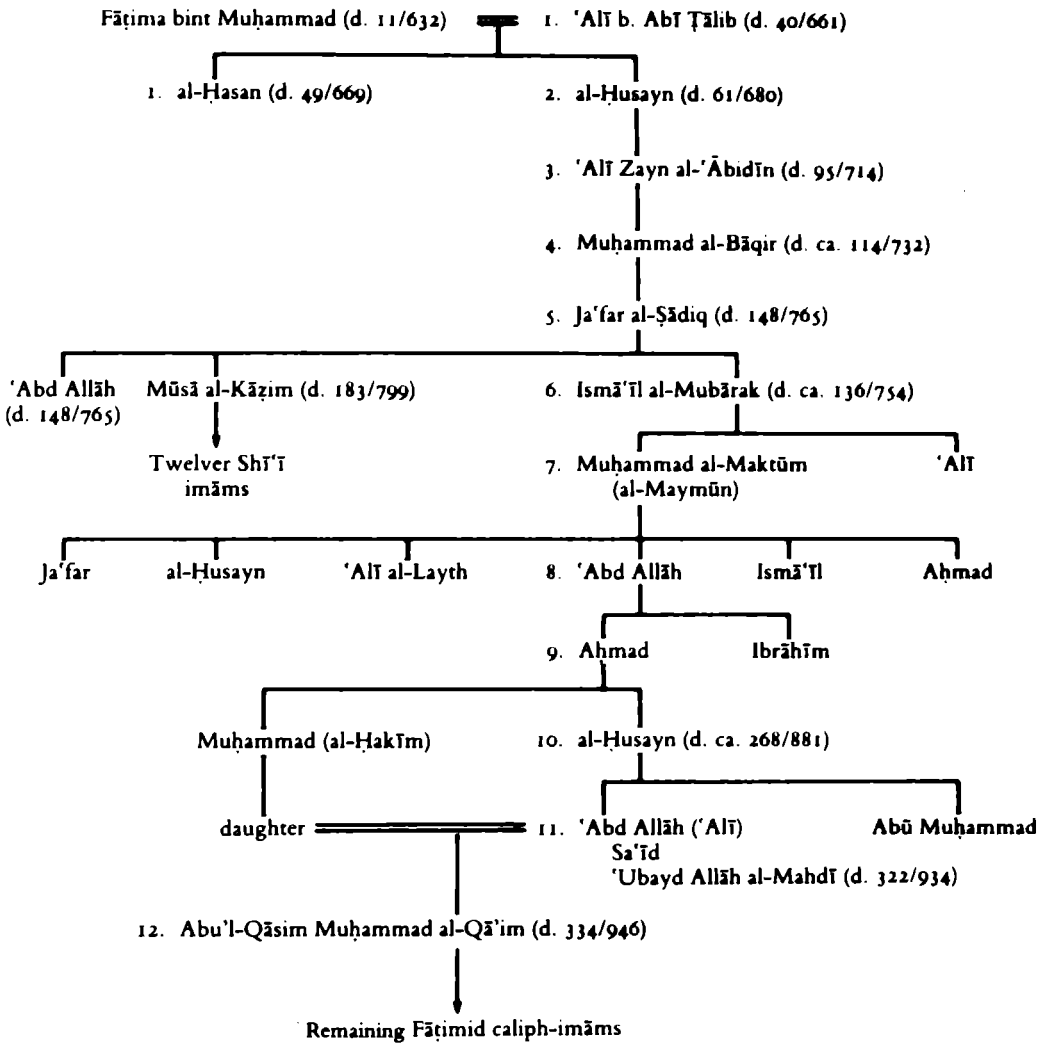 Fāṭima bint Muḥammad (d. 11/632) 1. ʿAlī b. Abī Ṭālib (d. 40/661)
1. al-Ḥasan (d. 49/669) 2. al-Ḥusayn (d. 61/680)
3. ʿAlī Zayn al-ʿĀbidīn (d. 95/714)
4. Muḥammad al-Bāqir (d. ca. 114/732)
5. Jaʿfar al-Ṣādiq (d. 148/765)
ʿAbd Allāh Mūsā al-Kāẓim (d. 183/799) 6. Ismāʿīl al-Mubārak (d. ca. 136/754)
(d. 148/765)
Twelver Shīʿī 7. Muḥammad al-Maktūm ʿAlī
imāms (al-Maymūn)
Jaʿfar al-Ḥusayn ʿAlī al-Layth 8. ʿAbd Allāh Ismāʿīl Aḥmad
9. Aḥmad Ibrāhīm
Muḥammad (al-Ḥakīm) 10. al-Ḥusayn (d. ca. 268/881)
daughter 11. ʿAbd Allāh (ʿAlī) Abū Muḥammad
Saʿīd
ʿUbayd Allāh al-Mahdī (d. 322/934)
12. Abu'l-Qāsim Muḥammad al-Qāʾim (d. 334/946)
Remaining Fāṭimid caliph-imāms